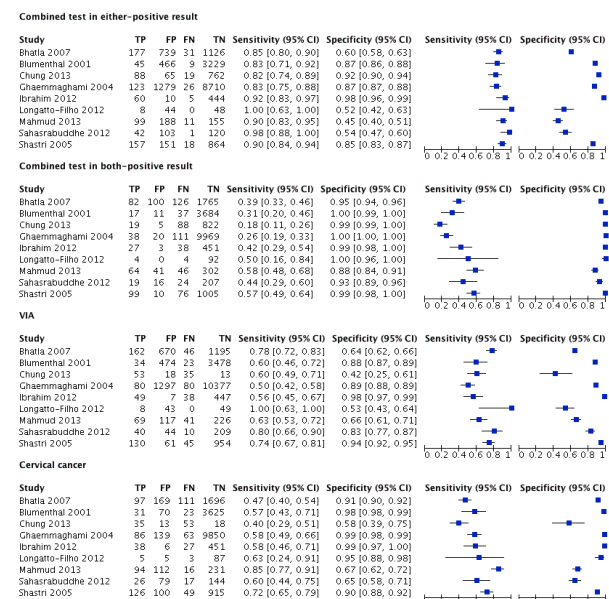 Combined test in either-positive result
Study TP FP FN TN Sensitivity (95% CI) Specificity (95% CI) Sensitivity (95% CI) Specificity (95% CI)
Bhatla 2007 177 739 31 1126 0.85 [0.80, 0.90] 0.60 [0.58, 0.63]
Blumenthal 2001 45 466 9 3229 0.83 [0.71, 0.92] 0.87 [0.86, 0.88]
Chung 2013 88 65 19 762 0.82 [0.74, 0.89] 0.92 [0.90, 0.94]
Ghaemmaghami 2004 123 1279 26 8710 0.83 [0.75, 0.88] 0.87 [0.87, 0.88]
Ibrahim 2012 60 10 5 444 0.92 [0.83, 0.97] 0.98 [0.96, 0.99]
Longatto-Filho 2012 8 44 0 48 1.00 [0.63, 1.00] 0.52 [0.42, 0.63]
Mahmud 2013 99 188 11 155 0.90 [0.83, 0.95] 0.45 [0.40, 0.51]
Sahasrabuddhe 2012 42 103 1 120 0.98 [0.88, 1.00] 0.54 [0.47, 0.60]
Shastri 2005 157 151 18 864 0.90 [0.84, 0.94] 0.85 [0.83, 0.87]
0 0.2 0.4 0.6 0.8 1 0 0.2 0.4 0.6 0.8 1
Combined test in both-positive result
Study TP FP FN TN Sensitivity (95% CI) Specificity (95% CI) Sensitivity (95% CI) Specificity (95% CI)
Bhatla 2007 82 100 126 1765 0.39 [0.33, 0.46] 0.95 [0.94, 0.96]
Blumenthal 2001 17 11 37 3684 0.31 [0.20, 0.46] 1.00 [0.99, 1.00]
Chung 2013 19 5 88 822 0.18 [0.11, 0.26] 0.99 [0.99, 1.00]
Ghaemmaghami 2004 38 20 111 9969 0.26 [0.19, 0.33] 1.00 [1.00, 1.00]
Ibrahim 2012 27 3 38 451 0.42 [0.29, 0.54] 0.99 [0.98, 1.00]
Longatto-Filho 2012 4 0 4 92 0.50 [0.16, 0.84] 1.00 [0.96, 1.00]
Mahmud 2013 64 41 46 302 0.58 [0.48, 0.68] 0.88 [0.84, 0.91]
Sahasrabuddhe 2012 19 16 24 207 0.44 [0.29, 0.60] 0.93 [0.89, 0.96]
Shastri 2005 99 10 76 1005 0.57 [0.49, 0.64] 0.99 [0.98, 1.00]
0 0.2 0.4 0.6 0.8 1 0 0.2 0.4 0.6 0.8 1
VIA
Study TP FP FN TN Sensitivity (95% CI) Specificity (95% CI) Sensitivity (95% CI) Specificity (95% CI)
Bhatla 2007 162 670 46 1195 0.78 [0.72, 0.83] 0.64 [0.62, 0.66]
Blumenthal 2001 34 474 23 3478 0.60 [0.46, 0.72] 0.88 [0.87, 0.89]
Chung 2013 53 18 35 13 0.60 [0.49, 0.71] 0.42 [0.25, 0.61]
Ghaemmaghami 2004 80 1297 80 10377 0.50 [0.42, 0.58] 0.89 [0.88, 0.89]
Ibrahim 2012 49 7 38 447 0.56 [0.45, 0.67] 0.98 [0.97, 0.99]
Longatto-Filho 2012 8 43 0 49 1.00 [0.63, 1.00] 0.53 [0.43, 0.64]
Mahmud 2013 69 117 41 226 0.63 [0.53, 0.72] 0.66 [0.61, 0.71]
Sahasrabuddhe 2012 40 44 10 209 0.80 [0.66, 0.90] 0.83 [0.77, 0.87]
Shastri 2005 130 61 45 954 0.74 [0.67, 0.81] 0.94 [0.92, 0.95]
0 0.2 0.4 0.6 0.8 1 0 0.2 0.4 0.6 0.8 1
Cervical cancer
Study TP FP FN TN Sensitivity (95% CI) Specificity (95% CI) Sensitivity (95% CI) Specificity (95% CI)
Bhatla 2007 97 169 111 1696 0.47 [0.40, 0.54] 0.91 [0.90, 0.92]
Blumenthal 2001 31 70 23 3625 0.57 [0.43, 0.71] 0.98 [0.98, 0.99]
Chung 2013 35 13 53 18 0.40 [0.29, 0.51] 0.58 [0.39, 0.75]
Ghaemmaghami 2004 86 139 63 9850 0.58 [0.49, 0.66] 0.99 [0.98, 0.99]
Ibrahim 2012 38 6 27 451 0.58 [0.46, 0.71] 0.99 [0.97, 1.00]
Longatto-Filho 2012 5 5 3 87 0.63 [0.24, 0.91] 0.95 [0.88, 0.98]
Mahmud 2013 94 112 16 231 0.85 [0.77, 0.91] 0.67 [0.62, 0.72]
Sahasrabuddhe 2012 26 79 17 144 0.60 [0.44, 0.75] 0.65 [0.58, 0.71]
Shastri 2005 126 100 49 915 0.72 [0.65, 0.79] 0.90 [0.88, 0.92]
0 0.2 0.4 0.6 0.8 1 0 0.2 0.4 0.6 0.8 1